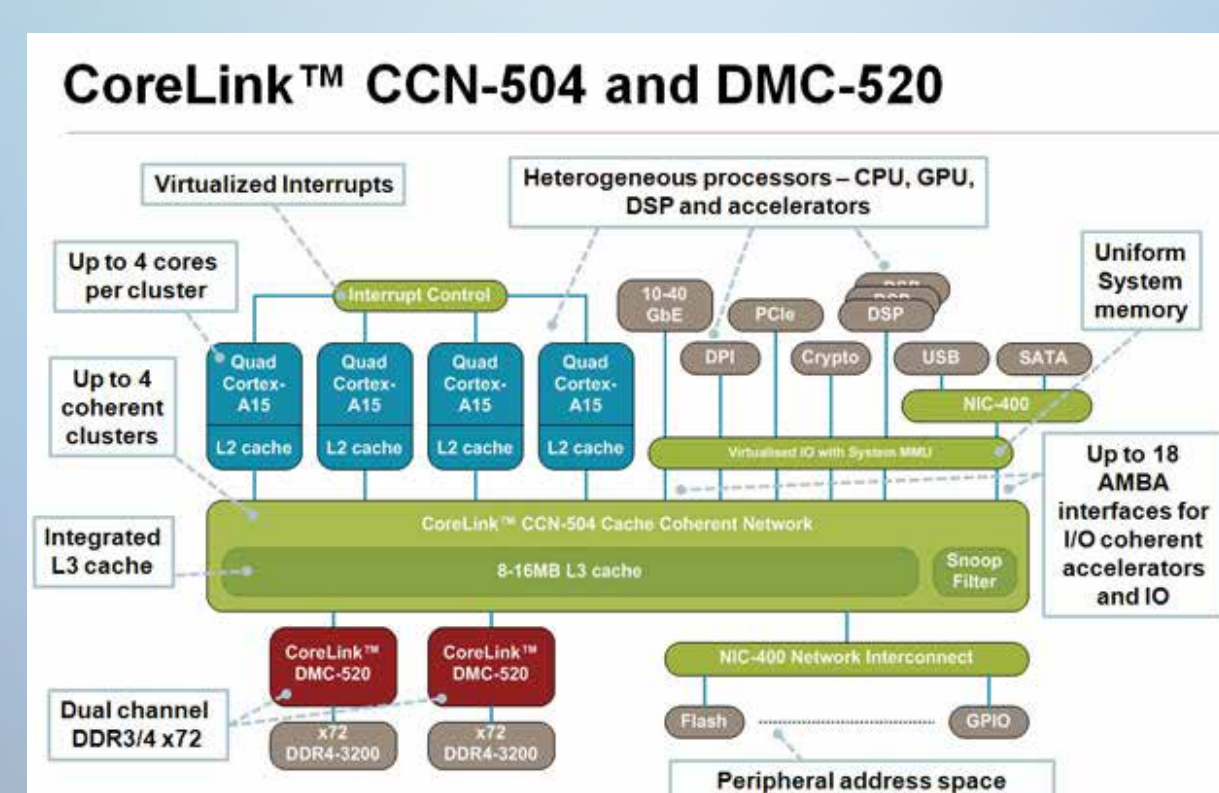 CoreLink™ CCN-504 and DMC-520
Virtualized Interrupts
Heterogeneous processors – CPU, GPU,
DSP and accelerators
Up to 4 cores
per cluster
Uniform
System
memory
Interrupt Control
10-40
GbE
PCIe
DSP
DSP
DSP
Quad
Cortex-
A15
L2 cache
Quad
Cortex-
A15
L2 cache
Quad
Cortex-
A15
L2 cache
Quad
Cortex-
A15
L2 cache
DPI
Crypto
USB
SATA
NIC-400
Up to 4
coherent
clusters
Virtualised IO with System MMU
Up to 18
AMBA
interfaces for
I/O coherent
accelerators
and IO
CoreLink™ CCN-504 Cache Coherent Network
Integrated
L3 cache
8-16MB L3 cache
Snoop
Filter
CoreLink™
DMC-520
CoreLink™
DMC-520
NIC-400 Network Interconnect
Dual channel
DDR3/4 x72
x72
DDR4-3200
x72
DDR4-3200
Flash
GPIO
Peripheral address space